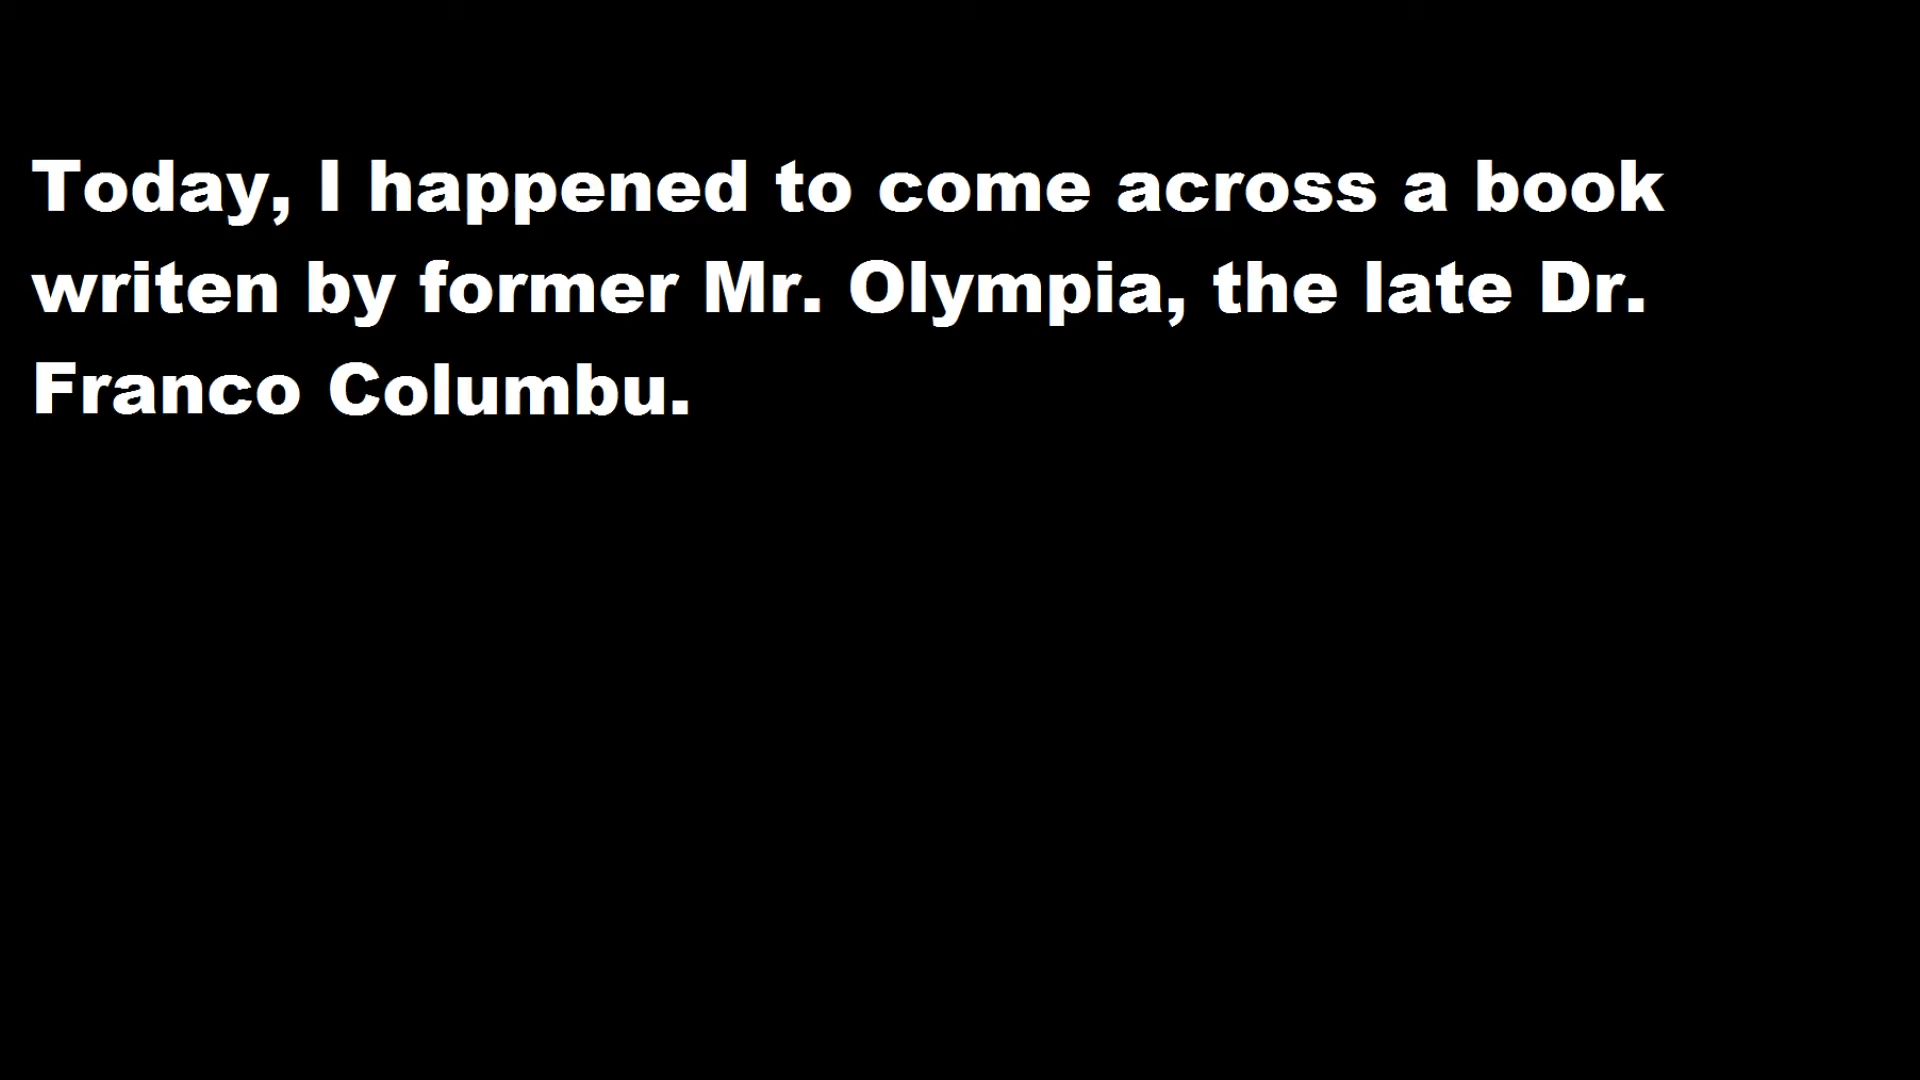 Today, I happened to come across a book
writen by former Mr. Olympia, the late Dr.
Franco Columbu.